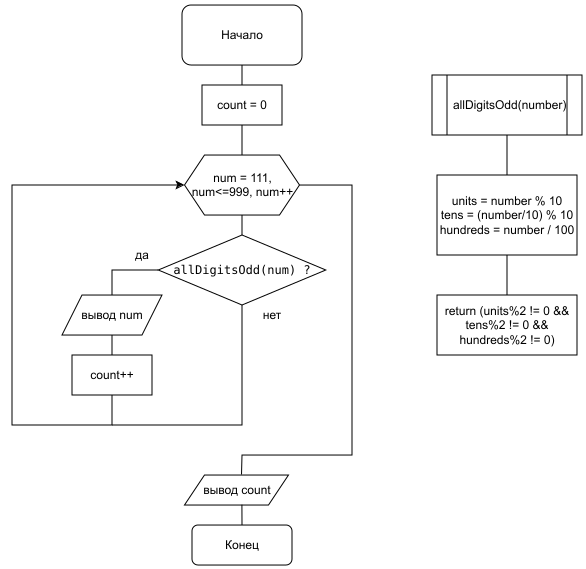 Начало
count = 0
num = 111,
num<=999, num++
да
allDigitsOdd(num) ?
вывод num
нет
count++
вывод count
Конец
allDigitsOdd(number)
units = number % 10
tens = (number/10) % 10
hundreds = number / 100
return (units%2 != 0 &&
tens%2 != 0 &&
hundreds%2 != 0)